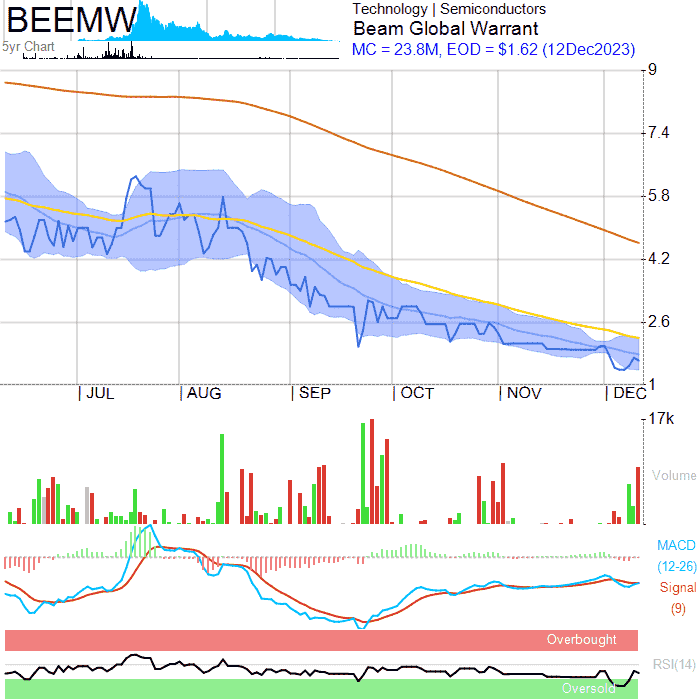 BEEMW
5yr Chart
Technology | Semiconductors
Beam Global Warrant
MC = 23.8M, EOD = $1.62 (12Dec2023)
9
7.4
5.8
4.2
2.6
1
| JUL | AUG | SEP | OCT | NOV | DEC
17k
Volume
MACD
(12-26)
Signal
(9)
Overbought
RSI(14)
Oversold